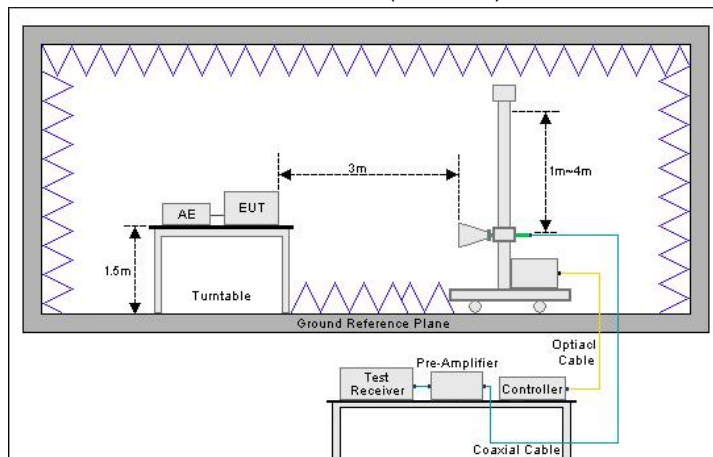 3m
1m~4m
AE
EUT
1.5m
Turntable
Ground Reference Plane
Optiacl
Cable
Pre-Amplifier
Test
Receiver
Controller
Coaxial Cable